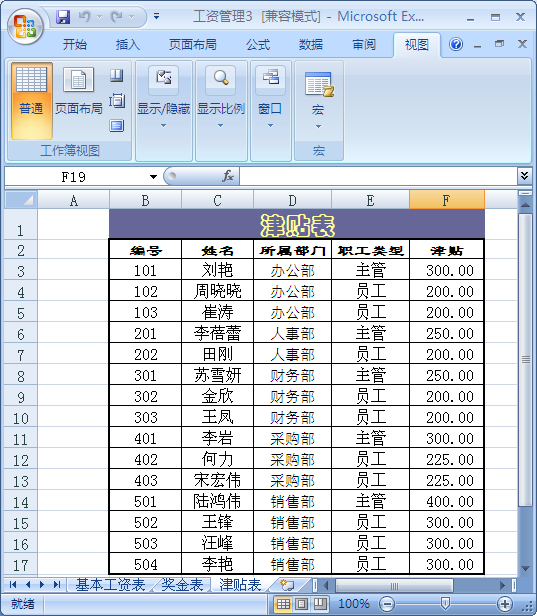 工资管理3 [兼容模式] - Microsoft Ex...
开始 插入 页面布局 公式 数据 审阅 视图
普通 页面布局 显示/隐藏 显示比例 窗口 宏
工作簿视图 宏
F19 fx
A B C D E F
1 津贴表
2 编号 姓名 所属部门 职工类型 津贴
3 101 刘艳 办公部 主管 300.00
4 102 周晓晓 办公部 员工 200.00
5 103 崔涛 办公部 员工 200.00
6 201 李蓓蕾 人事部 主管 250.00
7 202 田刚 人事部 员工 200.00
8 301 苏雪妍 财务部 主管 250.00
9 302 金欣 财务部 员工 200.00
10 303 王凤 财务部 员工 200.00
11 401 李岩 采购部 主管 300.00
12 402 何力 采购部 员工 225.00
13 403 宋宏伟 采购部 员工 225.00
14 501 陆鸿伟 销售部 主管 400.00
15 502 王锋 销售部 员工 300.00
16 503 汪峰 销售部 员工 300.00
17 504 李艳 销售部 员工 300.00
基本工资表 奖金表 津贴表
就绪 100%